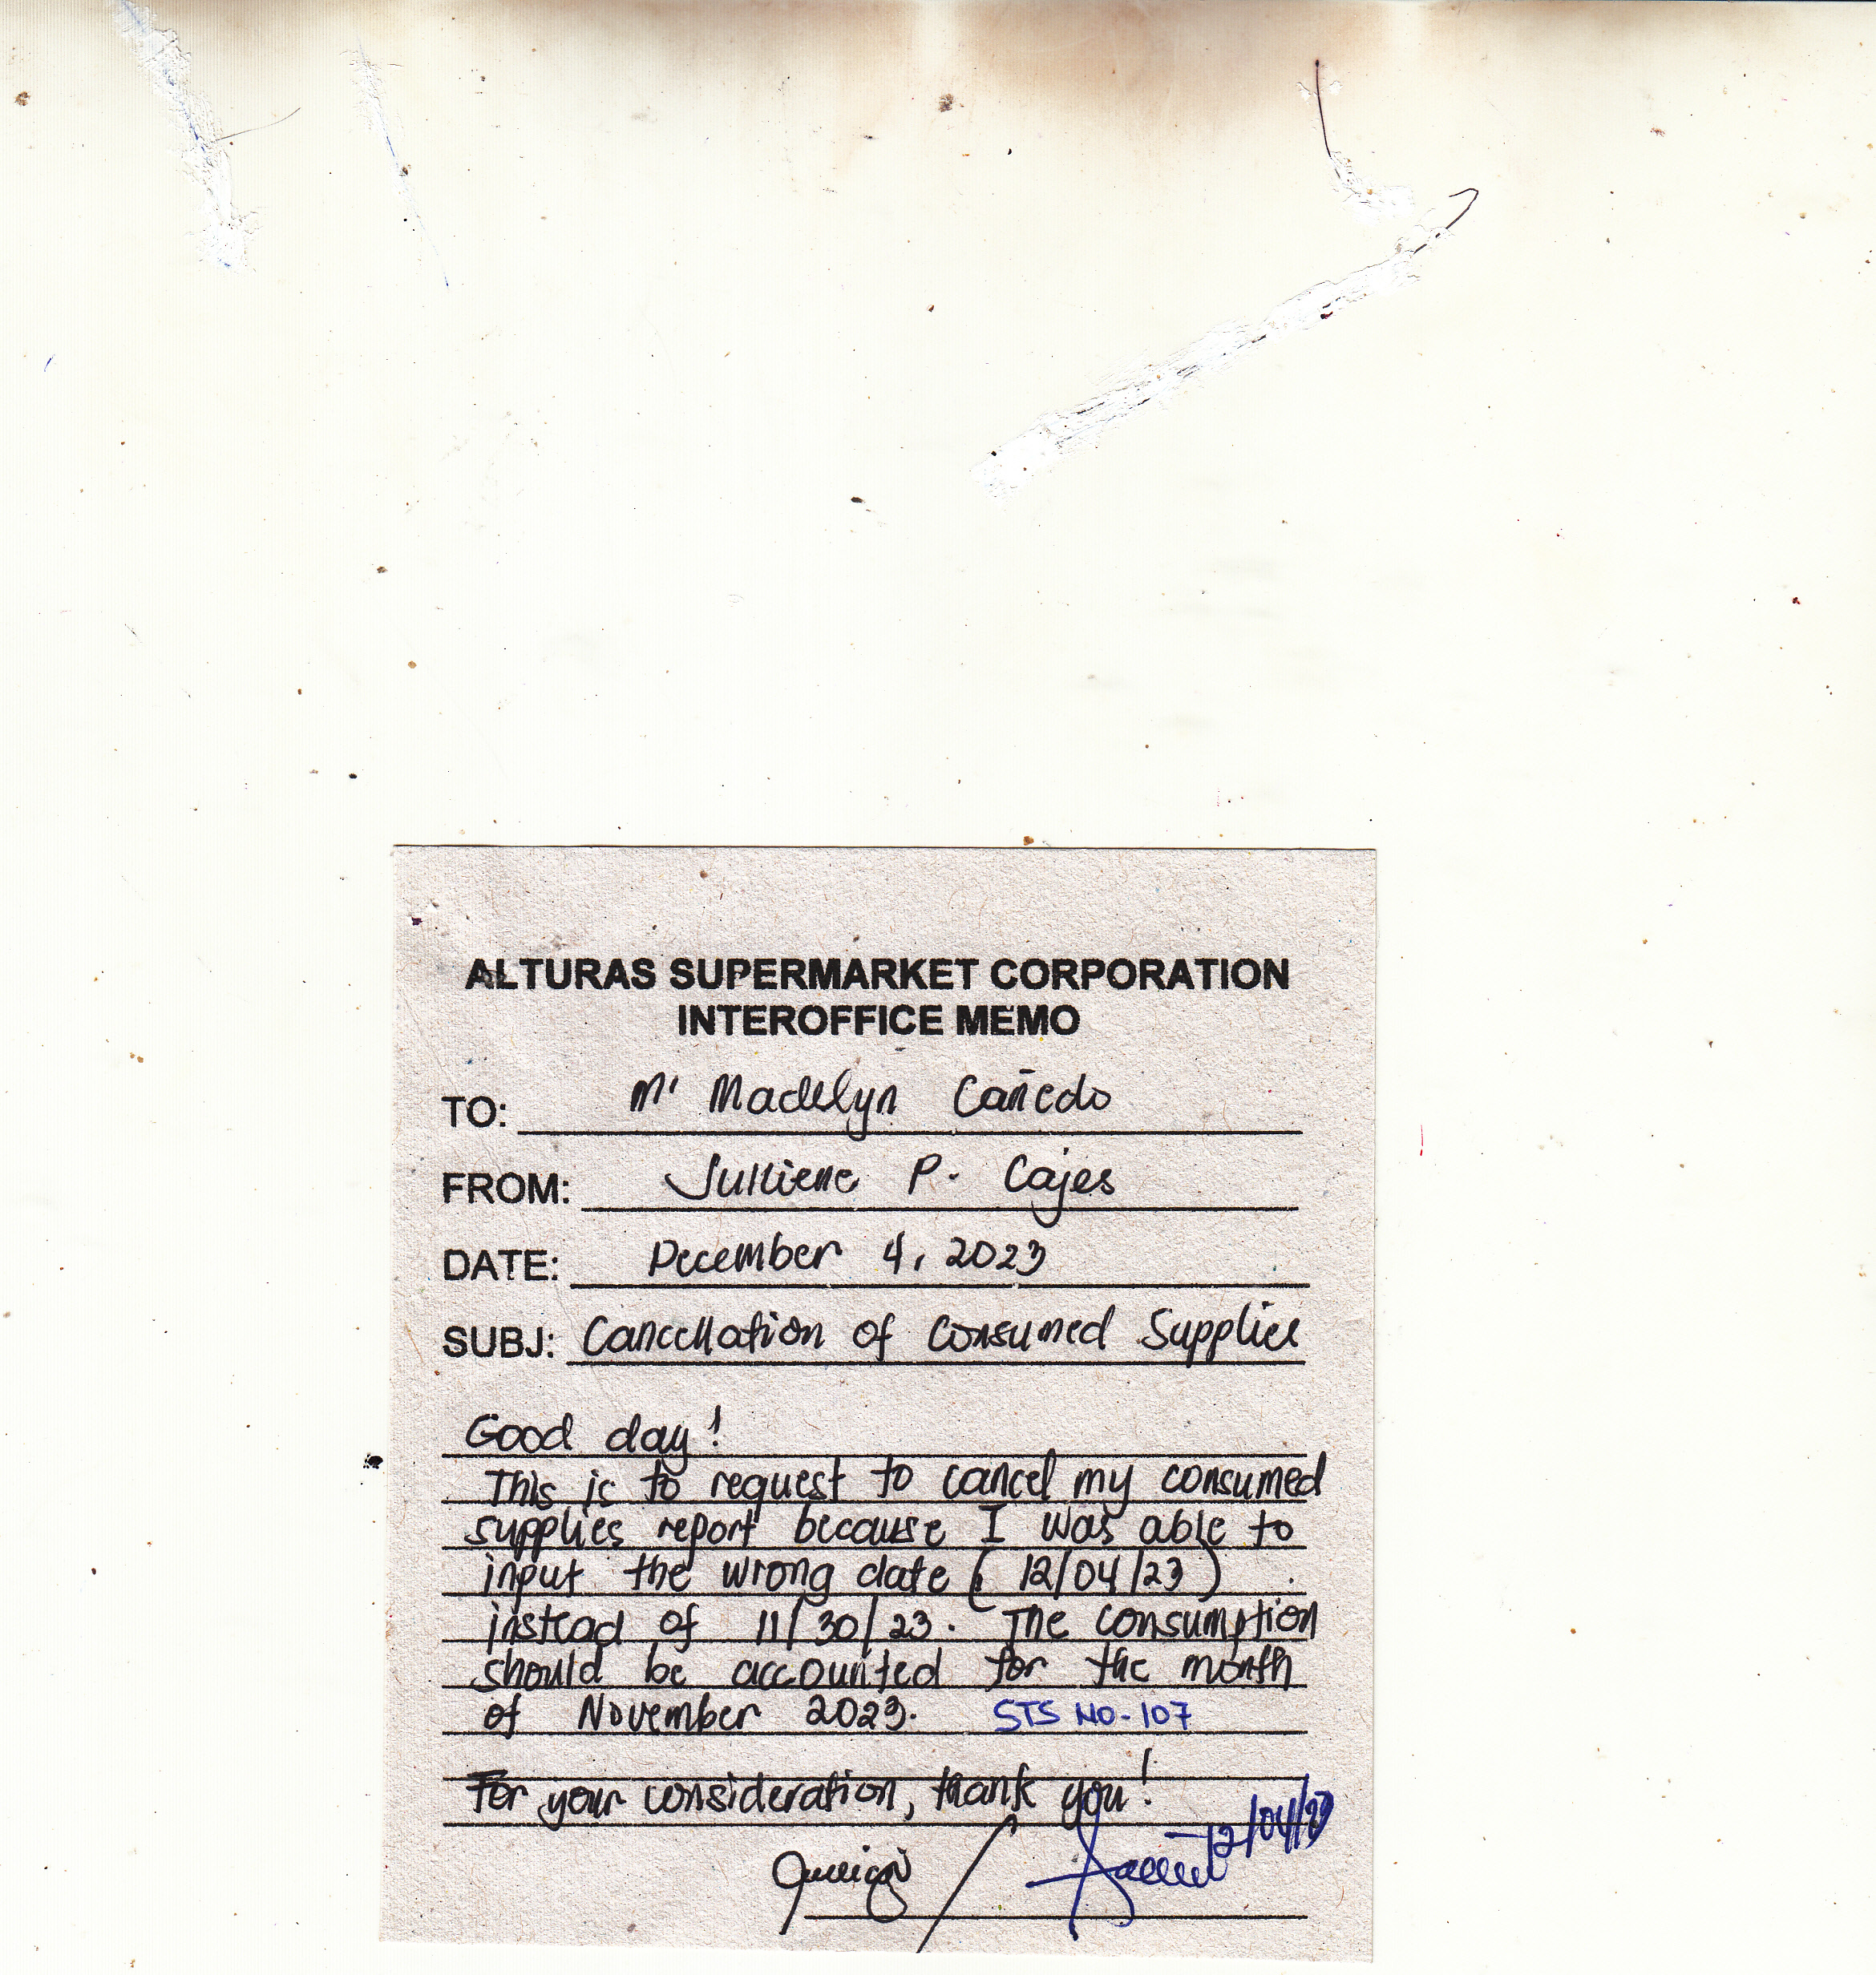 ALTURAS SUPERMARKET CORPORATION
INTEROFFICE MEMO
TO: M' Madelyn Cañedo
FROM: Julliene P. Cajes
DATE: December 4, 2023
SUBJ: Cancellation of Consumed Supplies
Good day!
This is to request to cancel my consumed
supplies report because I was able to
input the wrong date (12/04/23)
instead of 11/30/23. The consumption
should be accounted for the month
of November 2023. STS NO-107
For your consideration, thank you!
12/04/23